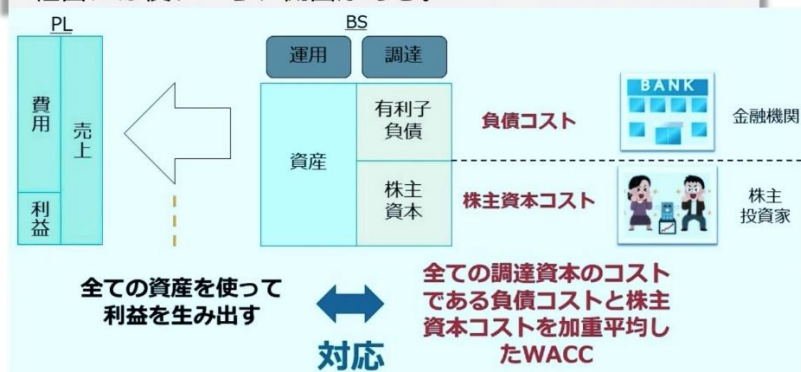 PL
BS
運用
調達
費用
売上
利益
資産
有利子
負債
株主
資本
負債コスト
株主資本コスト
BANK
金融機関
株主
投資家
全ての資産を使って
利益を生み出す
対応
全ての調達資本のコスト
である負債コストと株主
資本コストを加重平均し
たWACC